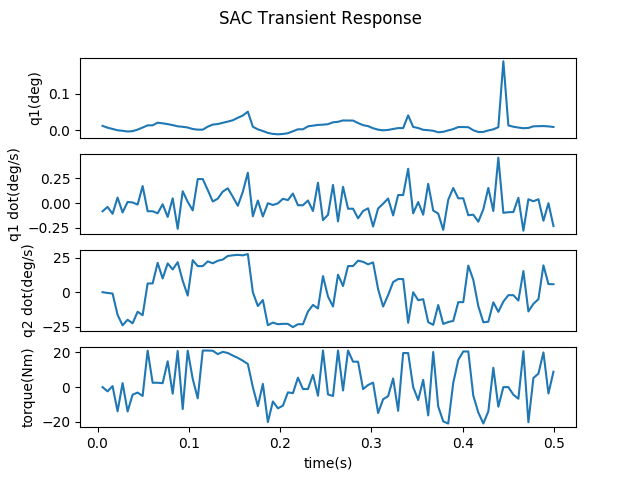 SAC Transient Response
q1(deg)
0.1
0.0
q1 dot(deg/s)
0.25
0.00
−0.25
q2 dot(deg/s)
25
0
−25
torque(Nm)
20
0
−20
0.0 0.1 0.2 0.3 0.4 0.5
time(s)